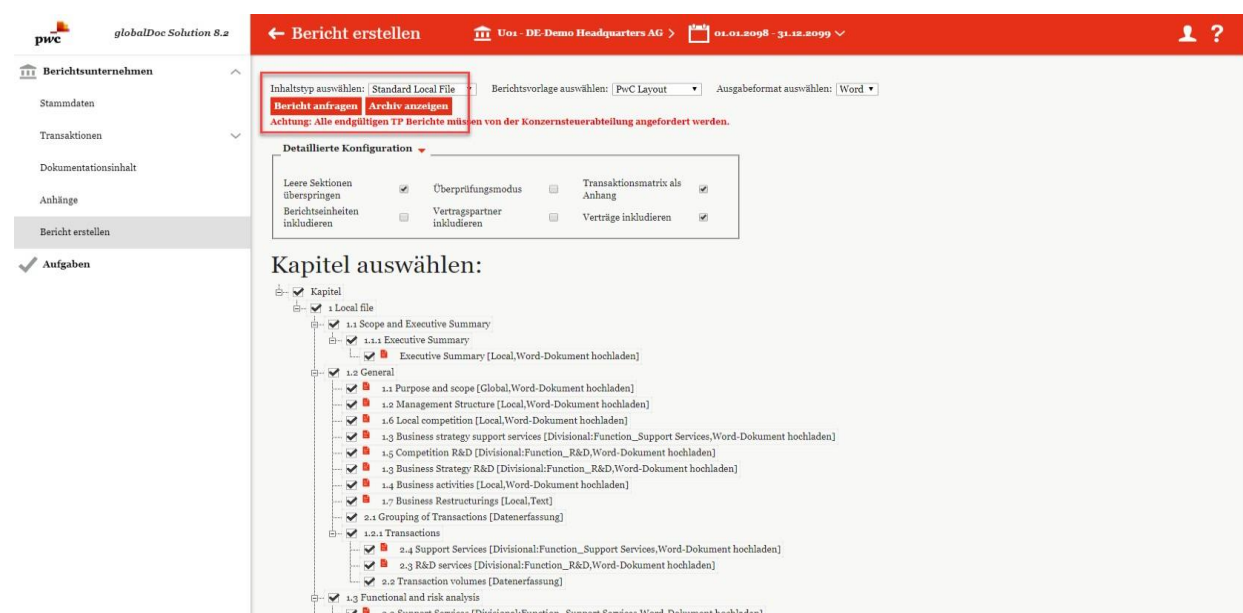 pwc
globalDoc Solution 8.2
← Bericht erstellen
U01 - DE-Demo Headquarters AG >
01.01.2098 - 31.12.2099
?
Berichtsunternehmen
Stammdaten
Transaktionen
Dokumentationsinhalt
Anhänge
Bericht erstellen
Aufgaben
Inhaltstyp auswählen: Standard Local File Berichtsvorlage auswählen: PwC Layout Ausgabeformat auswählen: Word
Bericht anfragen Archiv anzeigen
Achtung: Alle endgültigen TP Berichte müssen von der Konzernsteuerabteilung angefordert werden.
Detaillierte Konfiguration
Leere Sektionen überspringen
Überprüfungsmodus
Transaktionsmatrix als Anhang
Berichtseinheiten inkludieren
Vertragspartner inkludieren
Verträge inkludieren
Kapitel auswählen:
Kapitel
1 Local file
1.1 Scope and Executive Summary
1.1.1 Executive Summary
Executive Summary [Local,Word-Dokument hochladen]
1.2 General
1.1 Purpose and scope [Global,Word-Dokument hochladen]
1.2 Management Structure [Local,Word-Dokument hochladen]
1.6 Local competition [Local,Word-Dokument hochladen]
1.3 Business strategy support services [Divisional:Function_Support Services,Word-Dokument hochladen]
1.5 Competition R&D [Divisional:Function_R&D,Word-Dokument hochladen]
1.3 Business Strategy R&D [Divisional:Function_R&D,Word-Dokument hochladen]
1.4 Business activities [Local,Word-Dokument hochladen]
1.7 Business Restructurings [Local,Text]
2.1 Grouping of Transactions [Datenerfassung]
1.2.1 Transactions
2.4 Support Services [Divisional:Function_Support Services,Word-Dokument hochladen]
2.3 R&D services [Divisional:Function_R&D,Word-Dokument hochladen]
2.2 Transaction volumes [Datenerfassung]
1.3 Functional and risk analysis
Support Services [Divisional:Function_Support Services,Word-Dokument hochladen]